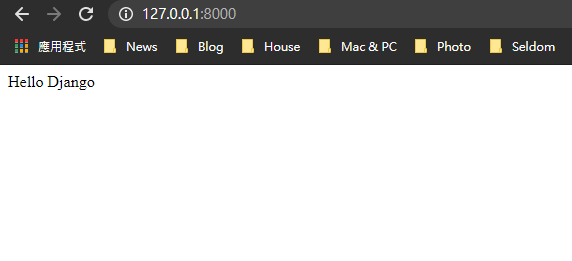 127.0.0.1:8000
應用程式 News Blog House Mac & PC Photo Seldom
Hello Django